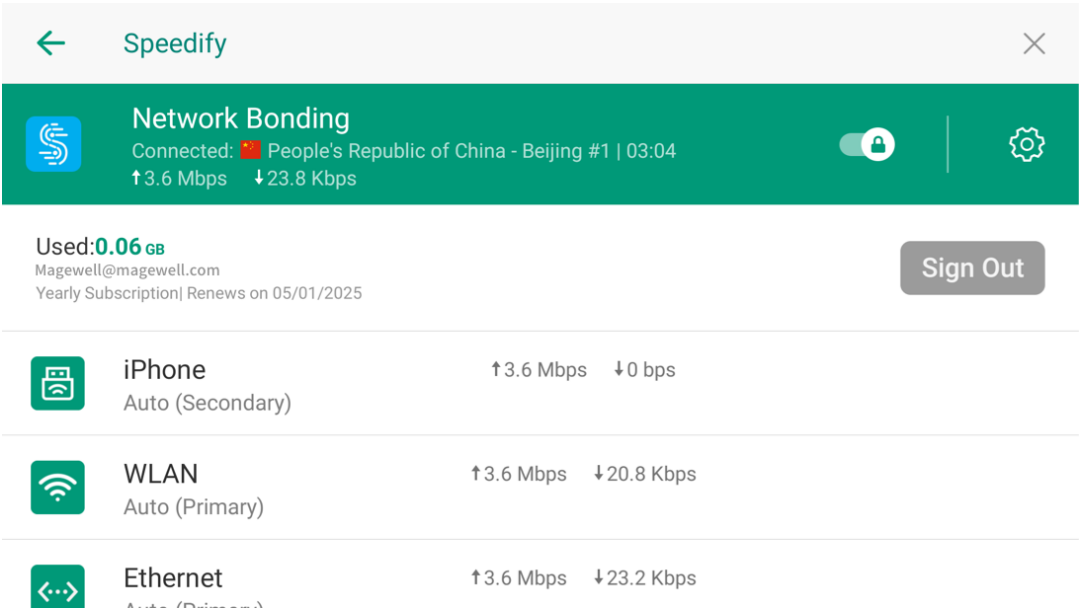 Speedify
Network Bonding
Connected: 🇨🇳 People's Republic of China - Beijing #1 | 03:04
↑3.6 Mbps ↓23.8 Kbps
Used:0.06 GB
Magewell@magewell.com
Yearly Subscription| Renews on 05/01/2025
Sign Out
iPhone ↑3.6 Mbps ↓0 bps
Auto (Secondary)
WLAN ↑3.6 Mbps ↓20.8 Kbps
Auto (Primary)
Ethernet ↑3.6 Mbps ↓23.2 Kbps
Auto (Primary)